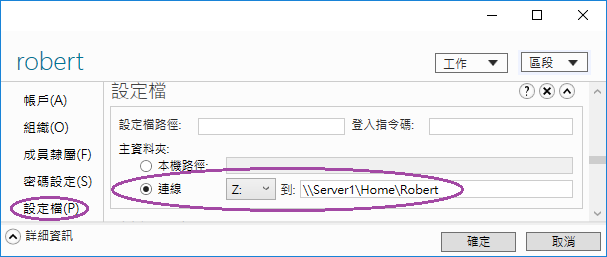 robert
工作 ▼
區段 ▼
帳戶(A)
組織(O)
成員隸屬(F)
密碼設定(S)
設定檔(P)
設定檔
設定檔路徑:
登入指令碼:
主資料夾:
本機路徑:
連線 Z: 到: \\Server1\Home\Robert
詳細資訊
確定
取消